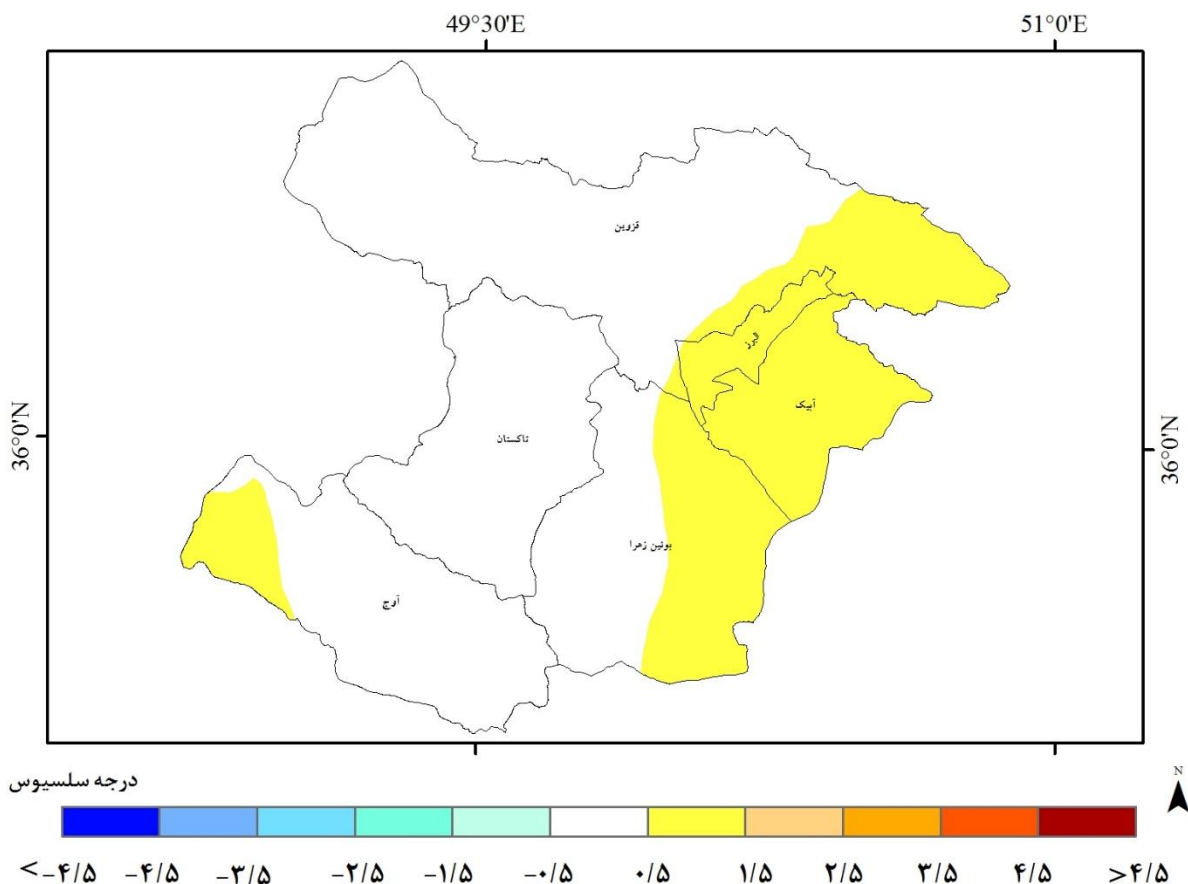 49°30'E 51°0'E
قزوین
البرز
آبیک
36°0'N 36°0'N
تاکستان
بوئین زهرا
آوج
درجه سلسیوس
N
<-۴/۵ -۴/۵ -۳/۵ -۲/۵ -۱/۵ -۰/۵ ۰/۵ ۱/۵ ۲/۵ ۳/۵ ۴/۵ >۴/۵